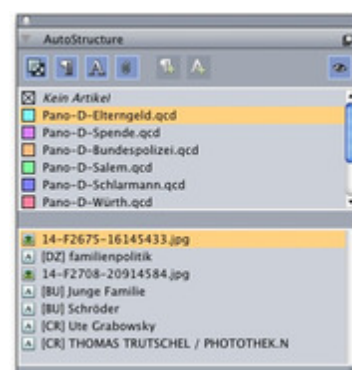 AutoStructure
Kein Artikel
Pano-D-Elterngeld.qcd
Pano-D-Spende.qcd
Pano-D-Bundespolizei.qcd
Pano-D-Salem.qcd
Pano-D-Schlarmann.qcd
Pano-D-Würth.qcd
14-F2675-16145433.jpg
[DZ] familienpolitik
14-F2708-20914584.jpg
[BU] Junge Familie
[BU] Schröder
[CR] Ute Grabowsky
[CR] THOMAS TRUTSCHEL / PHOTOTHEK.N